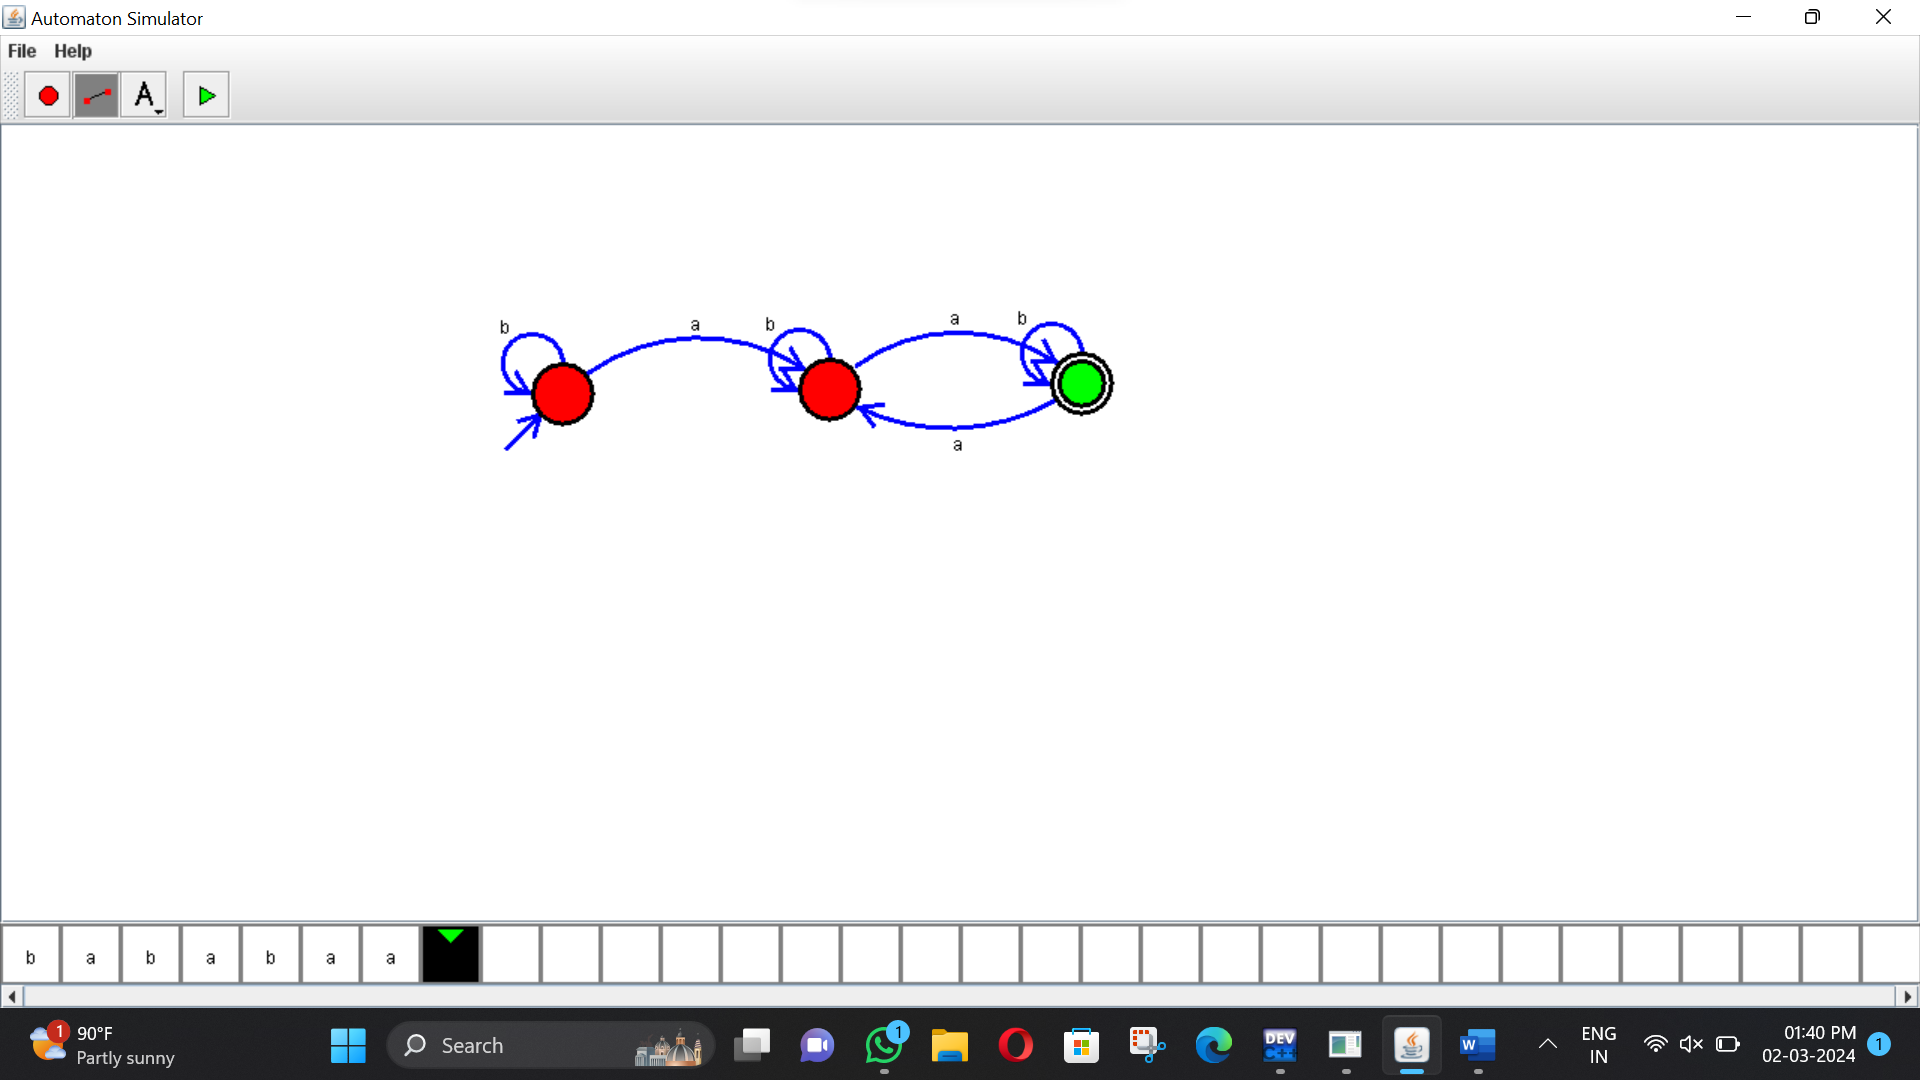 Automaton Simulator
File Help
A
b a b a b
a
a
b a b a b a a
1 90°F
Partly sunny
Search
1
DEV
C++
W
ENG
IN
01:40 PM
02-03-2024
1